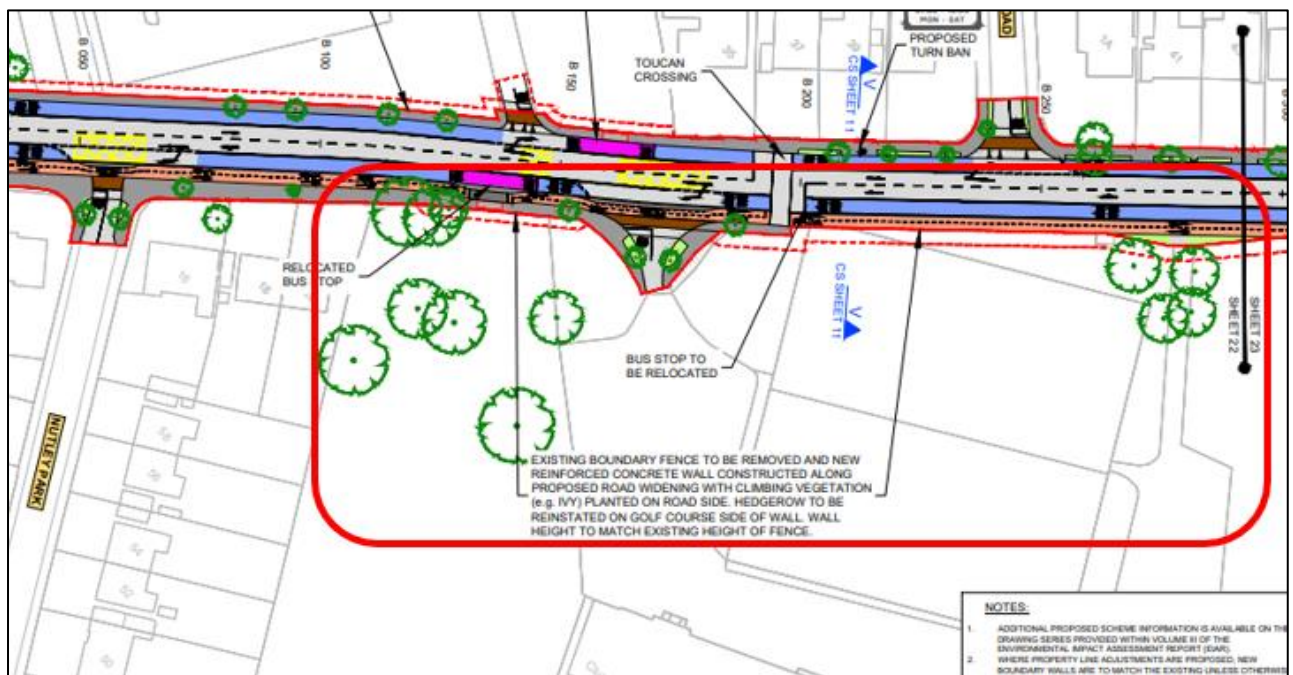 MON - SAT
ROAD
B 050
B 100
B 150
B 200
B 250
TOUCAN
CROSSING
PROPOSED
TURN BAN
V
CS SHEET 11
V
CS SHEET 11
RELOCATED
BUS STOP
BUS STOP TO
BE RELOCATED
SHEET 23
SHEET 22
NUTLEY PARK
EXISTING BOUNDARY FENCE TO BE REMOVED AND NEW
REINFORCED CONCRETE WALL CONSTRUCTED ALONG
PROPOSED ROAD WIDENING WITH CLIMBING VEGETATION
(e.g. IVY) PLANTED ON ROAD SIDE. HEDGEROW TO BE
REINSTATED ON GOLF COURSE SIDE OF WALL. WALL
HEIGHT TO MATCH EXISTING HEIGHT OF FENCE.
NOTES:
1. ADDITIONAL PROPOSED SCHEME INFORMATION IS AVAILABLE ON THE
DRAWING SERIES PROVIDED WITHIN VOLUME III OF THE
ENVIRONMENTAL IMPACT ASSESSMENT REPORT (EIAR).
2. WHERE PROPERTY LINE ADJUSTMENTS ARE PROPOSED, NEW
BOUNDARY WALLS ARE TO MATCH THE EXISTING UNLESS